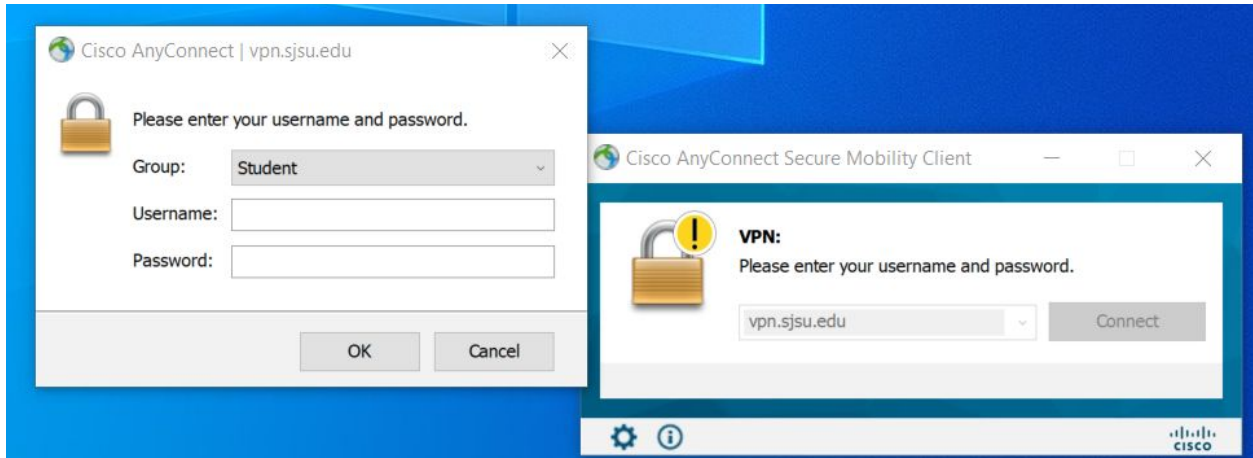 Cisco AnyConnect | vpn.sjsu.edu
Please enter your username and password.
Group: Student
Username:
Password:
OK Cancel
Cisco AnyConnect Secure Mobility Client
VPN:
Please enter your username and password.
vpn.sjsu.edu Connect
CISCO